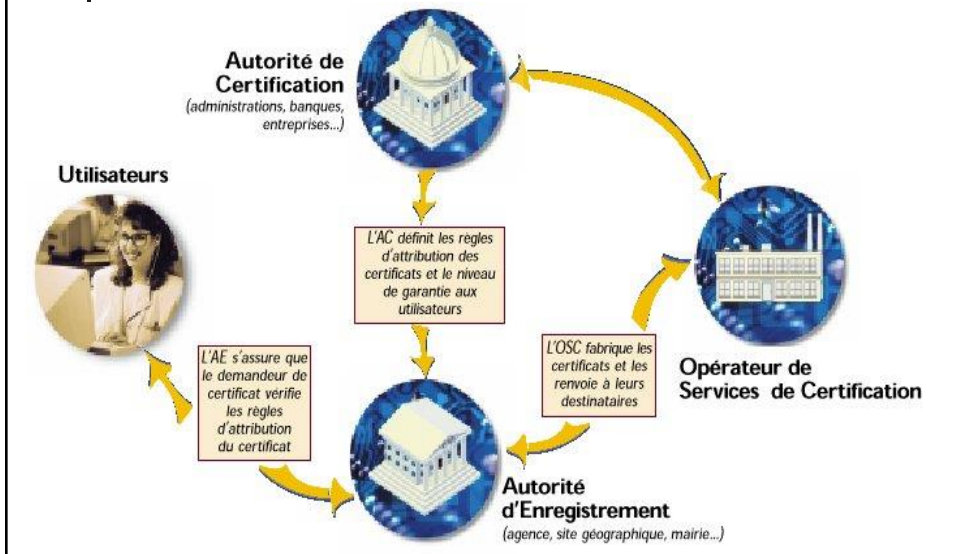 Autorité de
Certification
(administrations, banques,
entreprises...)
Utilisateurs
L'AC définit les règles
d'attribution des
certificats et le niveau
de garantie aux
utilisateurs
L'AE s'assure que
le demandeur de
certificat vérifie
les règles
d'attribution
du certificat
L'OSC fabrique les
certificats et les
renvoie à leurs
destinataires
Opérateur de
Services de Certification
Autorité
d'Enregistrement
(agence, site géographique, mairie...)